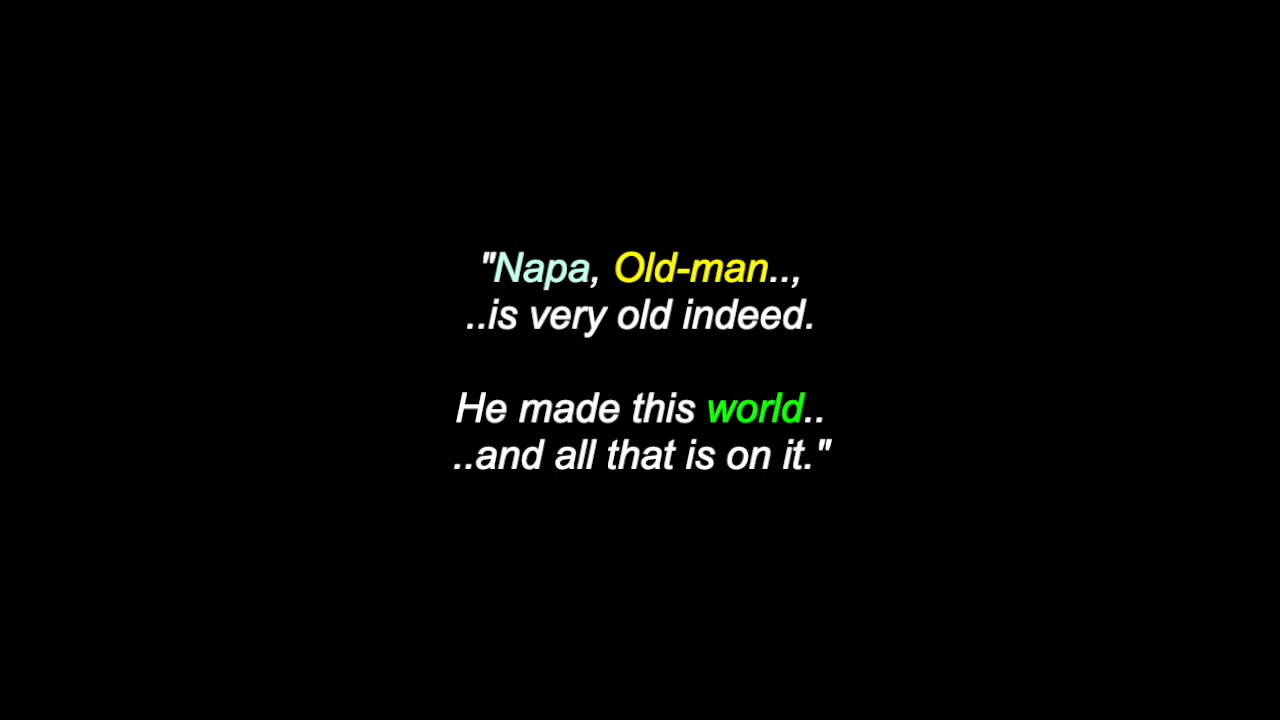 "Napa, Old-man..,
..is very old indeed.
He made this world..
..and all that is on it."